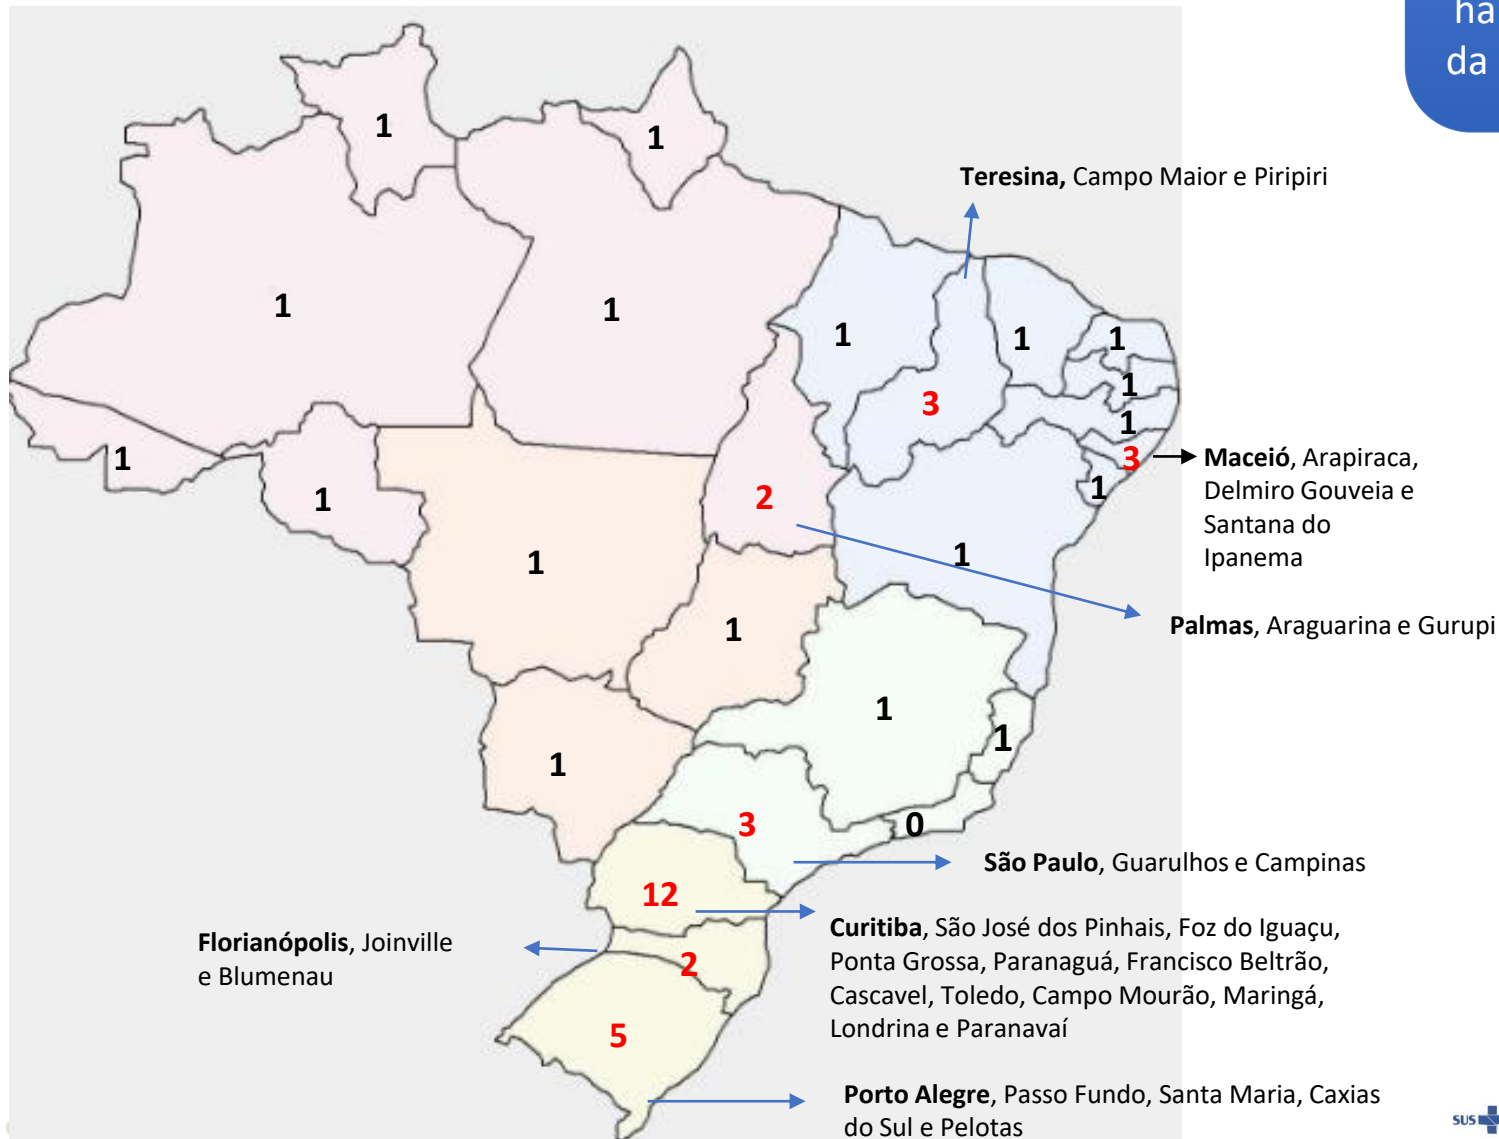 ha
da
1
1
Teresina, Campo Maior e Piripiri
1
1
1
1
1
3
1
1
3
Maceió, Arapiraca,
Delmiro Gouveia e
Santana do
Ipanema
1
1
1
2
1
1
Palmas, Araguarina e Gurupi
1
1
1
1
3
0
São Paulo, Guarulhos e Campinas
12
Curitiba, São José dos Pinhais, Foz do Iguaçu,
Ponta Grossa, Paranaguá, Francisco Beltrão,
Cascavel, Toledo, Campo Mourão, Maringá,
Londrina e Paranavaí
Florianópolis, Joinville
e Blumenau
2
5
Porto Alegre, Passo Fundo, Santa Maria, Caxias
do Sul e Pelotas
SUS